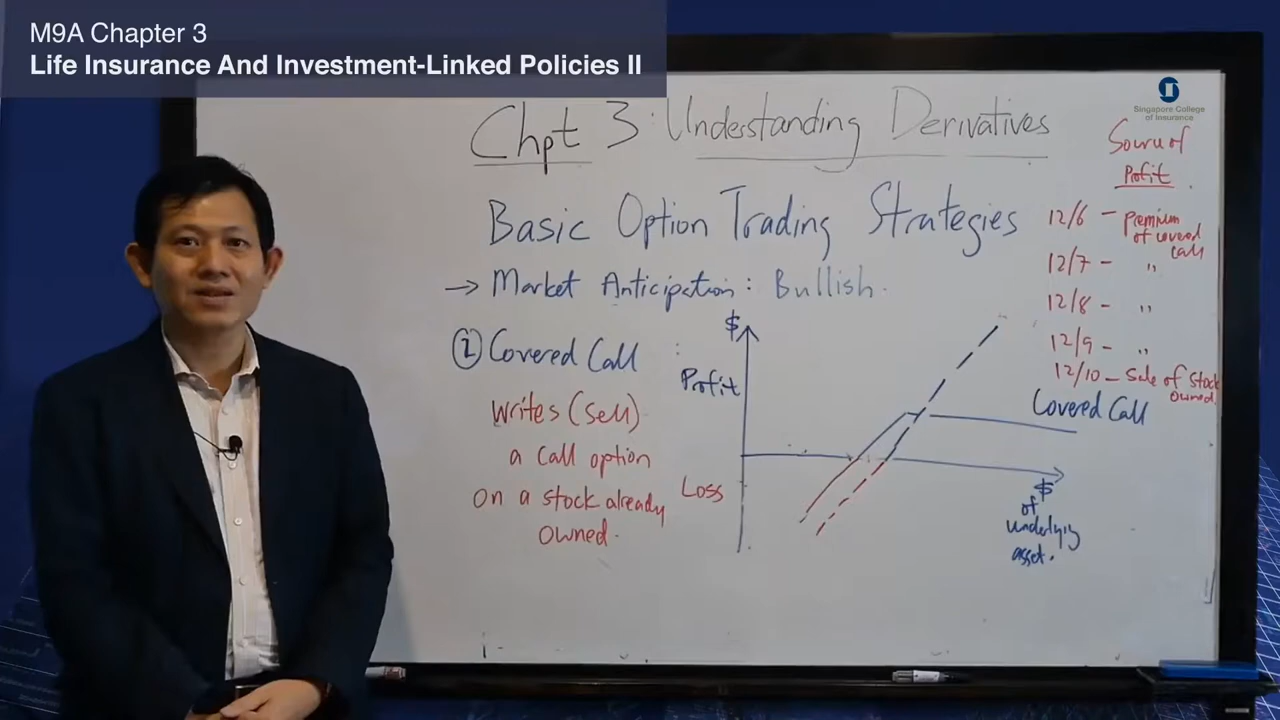 M9A Chapter 3
Life Insurance And Investment-Linked Policies II
Singapore College
of Insurance
Chpt 3: Understanding Derivatives
Basic Option Trading Strategies
→ Market Anticipation: Bullish.
② Covered Call
Writes (Sell)
a call option
on a stock already
owned.
$
Profit
Loss
Covered Call
$
of
underlying
asset.
Source of
Profit
12/6 - premium
of covered
call
12/7 - "
12/8 - "
12/9 - "
12/10 - Sale of stock
owned.